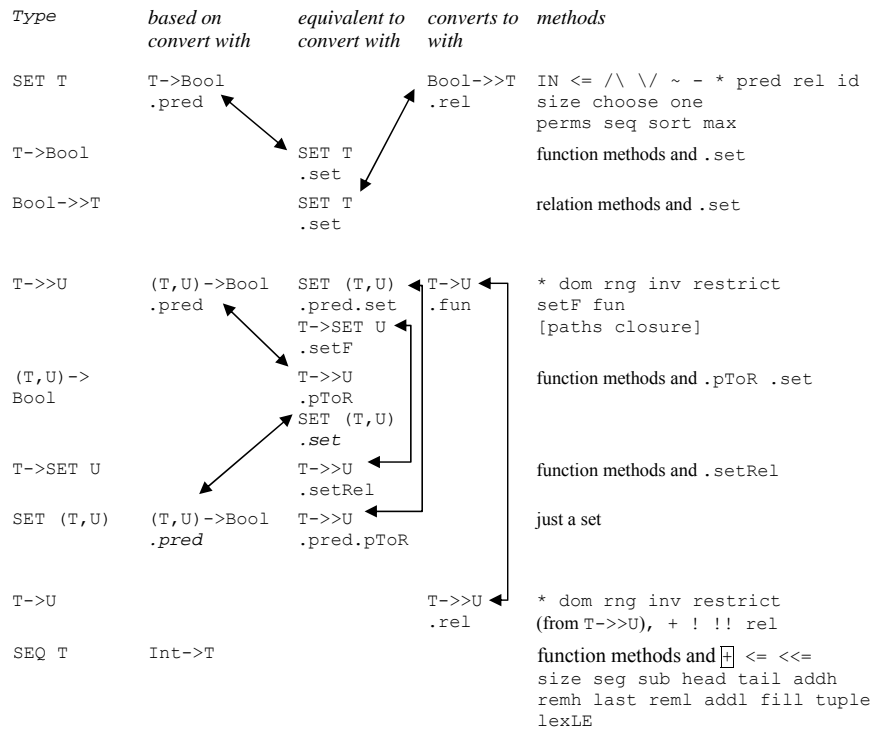 Type based on equivalent to converts to methods
convert with convert with with
SET T T->Bool Bool->>T IN <= /\ \/ ~ - * pred rel id
.pred .rel size choose one
perms seq sort max
T->Bool SET T function methods and .set
.set
Bool->>T SET T relation methods and .set
.set
T->>U (T,U)->Bool SET (T,U) T->U * dom rng inv restrict
.pred .pred.set .fun setF fun
T->SET U [paths closure]
.setF
(T,U)-> T->>U function methods and .pToR .set
Bool .pToR
SET (T,U)
.set
T->SET U T->>U function methods and .setRel
.setRel
SET (T,U) (T,U)->Bool T->>U just a set
.pred .pred.pToR
T->U T->>U * dom rng inv restrict
.rel (from T->>U), + ! !! rel
SEQ T Int->T function methods and + <= <<=
size seg sub head tail addh
remh last reml addl fill tuple
lexLE